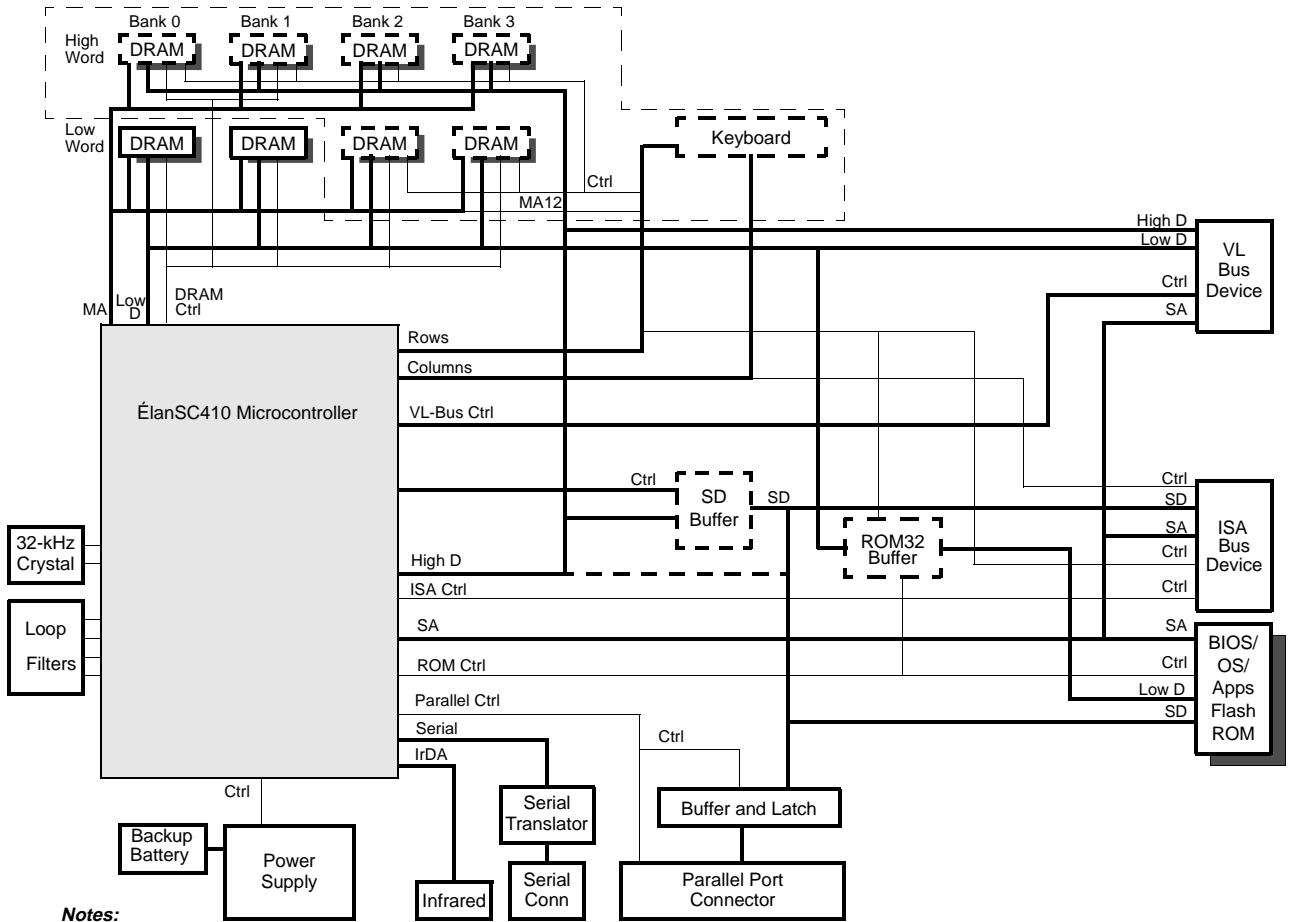 Bank 0 Bank 1 Bank 2 Bank 3
High
Word
DRAM DRAM DRAM DRAM
Low
Word
DRAM DRAM DRAM DRAM
Keyboard
Ctrl
MA12
High D
Low D
Ctrl
SA
VL
Bus
Device
MA
Low
D
DRAM
Ctrl
ÉlanSC410 Microcontroller
Rows
Columns
VL-Bus Ctrl
Ctrl
SD
Buffer
SD
ROM32
Buffer
Ctrl
SD
SA
Ctrl
Ctrl
ISA
Bus
Device
32-kHz
Crystal
Loop
Filters
High D
ISA Ctrl
SA
ROM Ctrl
Parallel Ctrl
Serial
IrDA
SA
Ctrl
Low D
SD
BIOS/
OS/
Apps
Flash
ROM
Ctrl
Ctrl
Backup
Battery
Power
Supply
Infrared
Serial
Translator
Serial
Conn
Buffer and Latch
Parallel Port
Connector
Notes: